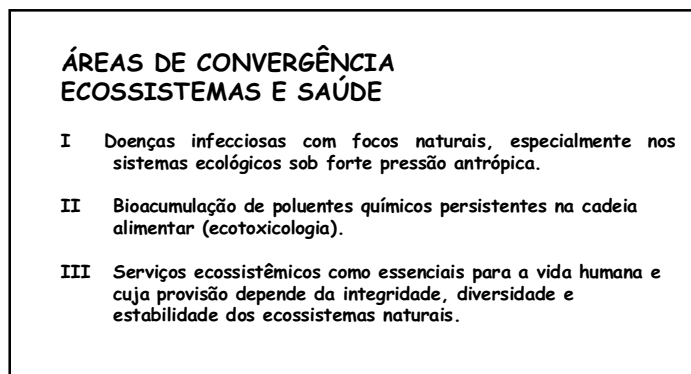 ÁREAS DE CONVERGÊNCIA
ECOSSISTEMAS E SAÚDE
I Doenças infecciosas com focos naturais, especialmente nos
sistemas ecológicos sob forte pressão antrópica.
II Bioacumulação de poluentes químicos persistentes na cadeia
alimentar (ecotoxicologia).
III Serviços ecossistêmicos como essenciais para a vida humana e
cuja provisão depende da integridade, diversidade e
estabilidade dos ecossistemas naturais.